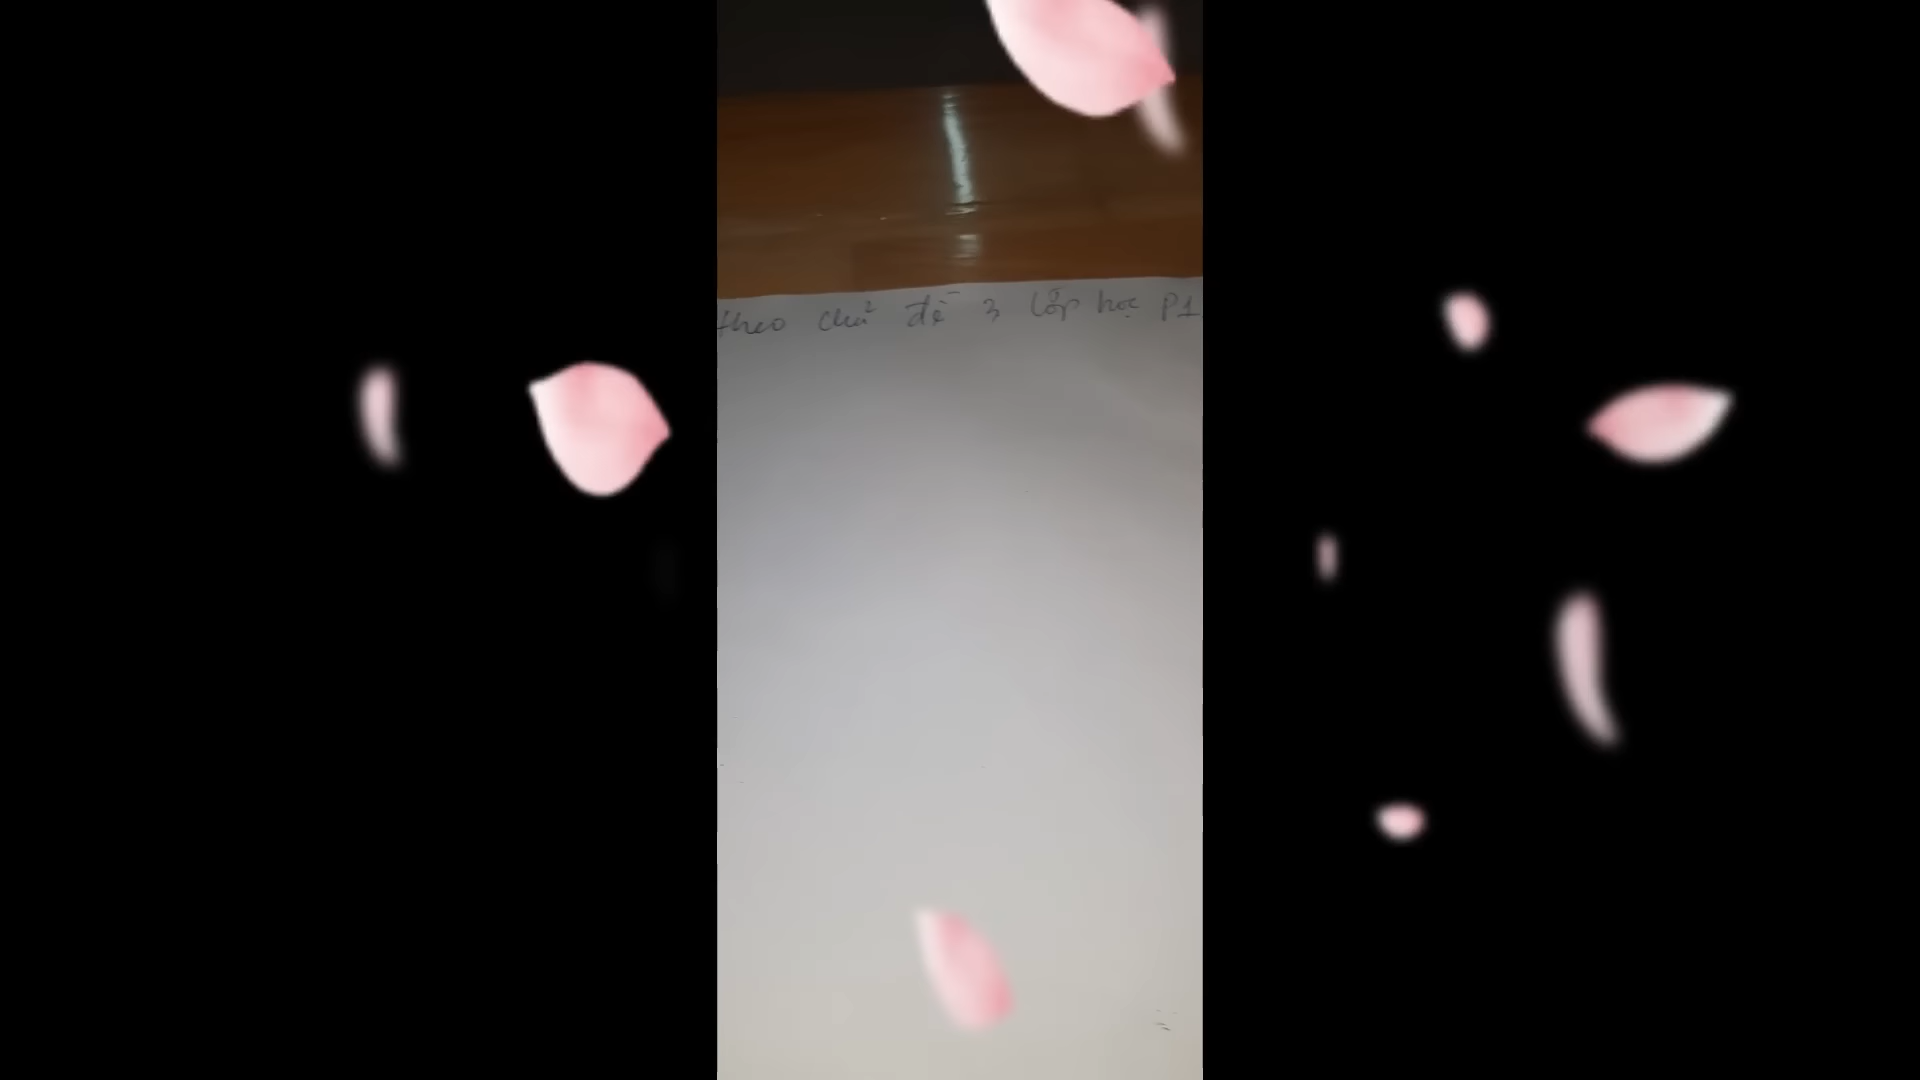 theo chủ đề 3 lớp học P1